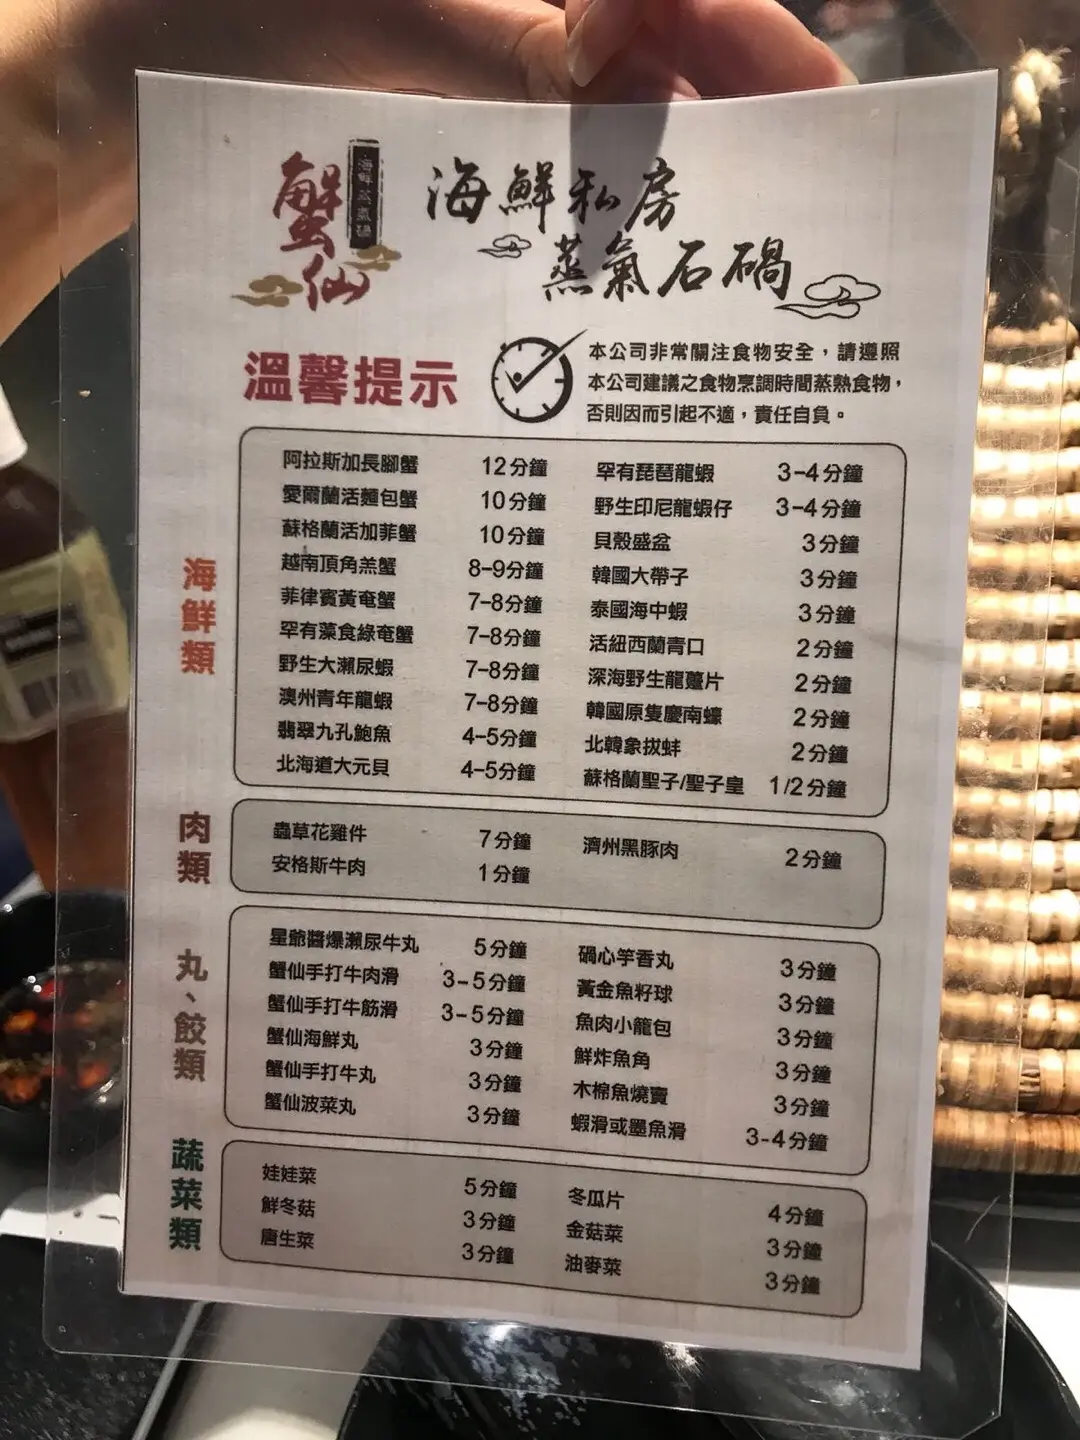 蟹仙
海鮮蒸氣鍋
海鮮私房
蒸氣石鍋
溫馨提示
本公司非常關注食物安全，請遵照
本公司建議之食物烹調時間蒸熟食物，
否則因而引起不適，責任自負。
海鮮類
阿拉斯加長腳蟹 12分鐘
愛爾蘭活麵包蟹 10分鐘
蘇格蘭活加菲蟹 10分鐘
越南頂角羔蟹 8-9分鐘
菲律賓黃奄蟹 7-8分鐘
罕有藻食綠奄蟹 7-8分鐘
野生大瀨尿蝦 7-8分鐘
澳州青年龍蝦 7-8分鐘
翡翠九孔鮑魚 4-5分鐘
北海道大元貝 4-5分鐘
罕有琵琶龍蝦 3-4分鐘
野生印尼龍蝦仔 3-4分鐘
貝殼盛盆 3分鐘
韓國大帶子 3分鐘
泰國海中蝦 3分鐘
活紐西蘭青口 2分鐘
深海野生龍躉片 2分鐘
韓國原隻慶南蠔 2分鐘
北韓象拔蚌 2分鐘
蘇格蘭聖子/聖子皇 1/2分鐘
肉類
蟲草花雞件 7分鐘
安格斯牛肉 1分鐘
濟州黑豚肉 2分鐘
丸、餃類
星爺醬爆瀨尿牛丸 5分鐘
蟹仙手打牛肉滑 3-5分鐘
蟹仙手打牛筋滑 3-5分鐘
蟹仙海鮮丸 3分鐘
蟹仙手打牛丸 3分鐘
蟹仙波菜丸 3分鐘
碢心竽香丸 3分鐘
黃金魚籽球 3分鐘
魚肉小籠包 3分鐘
鮮炸魚角 3分鐘
木棉魚燒賣 3分鐘
蝦滑或墨魚滑 3-4分鐘
蔬菜類
娃娃菜 5分鐘
鮮冬菇 3分鐘
唐生菜 3分鐘
冬瓜片 4分鐘
金菇菜 3分鐘
油麥菜 3分鐘